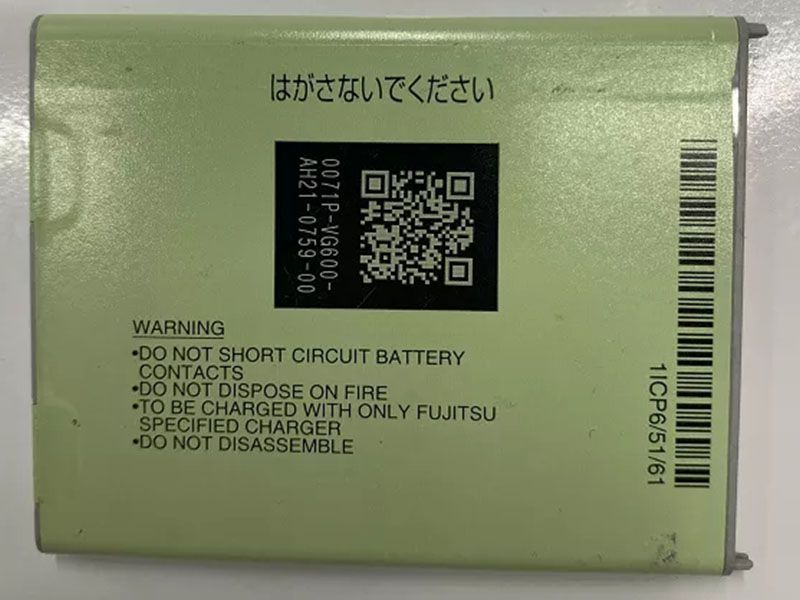 はがさないでください
0071P-VG600-
AH21-0759-00
WARNING
•DO NOT SHORT CIRCUIT BATTERY
CONTACTS
•DO NOT DISPOSE ON FIRE
•TO BE CHARGED WITH ONLY FUJITSU
SPECIFIED CHARGER
•DO NOT DISASSEMBLE
1ICP6/51/61